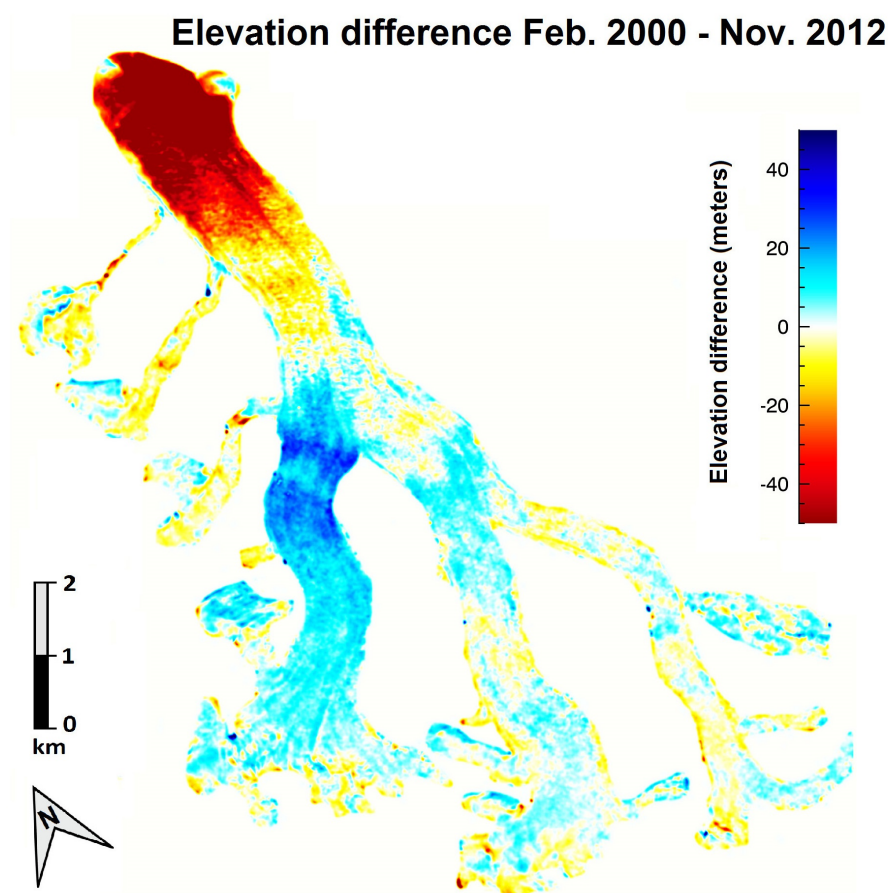 Elevation difference Feb. 2000 - Nov. 2012
Elevation difference (meters)
40
20
0
-20
-40
2
1
0
km
N